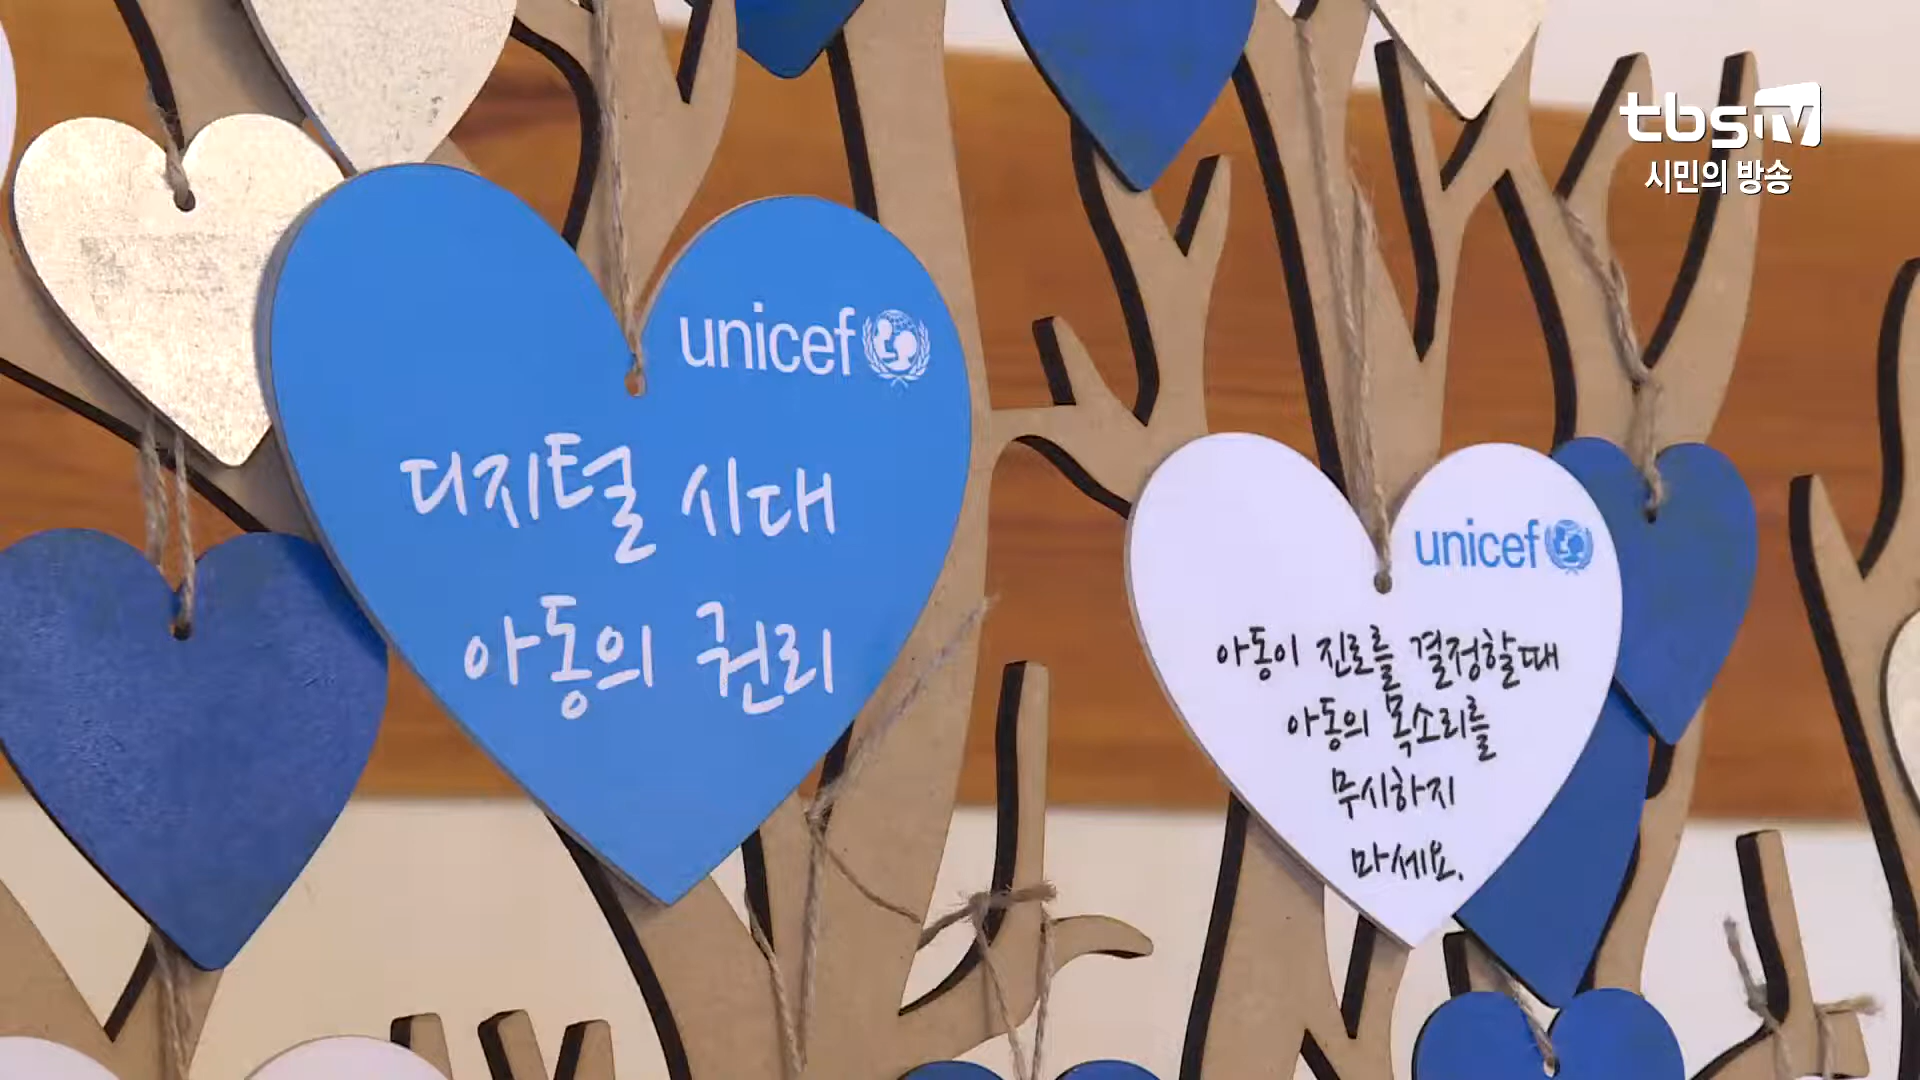 tbs TV
시민의 방송
unicef
디지털 시대
아동의 권리
unicef
아동이 진로를 결정할때
아동의 목소리를
무시하지
마세요.